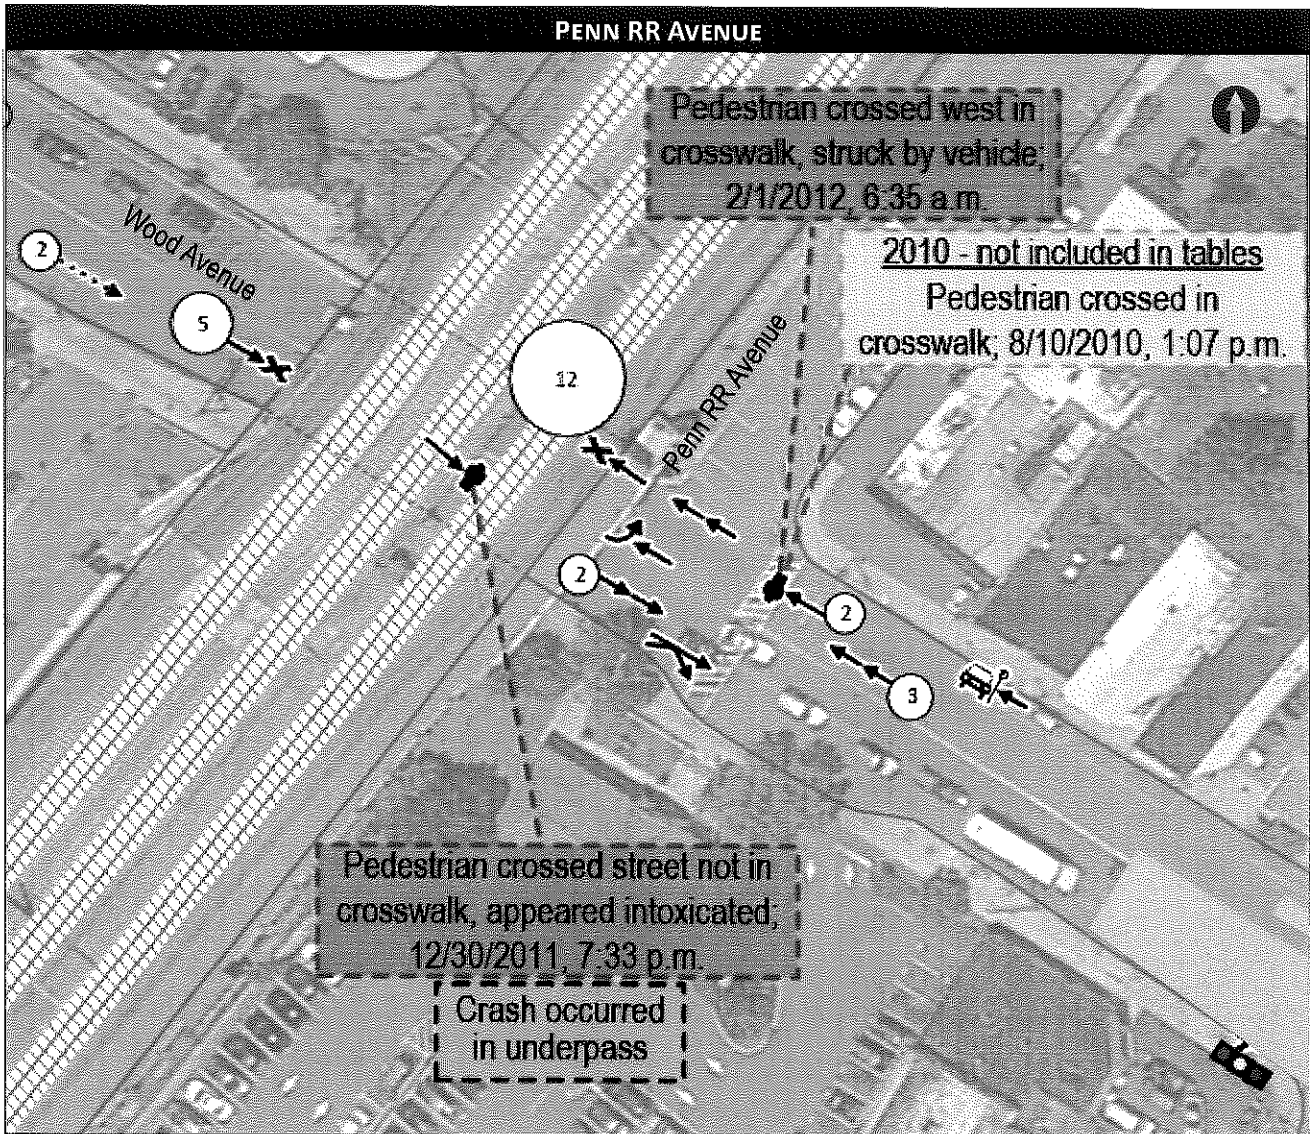 PENN RR AVENUE
Pedestrian crossed west in
crosswalk, struck by vehicle;
2/1/2012, 6:35 a.m.
2010 - not included in tables
Pedestrian crossed in
crosswalk; 8/10/2010, 1:07 p.m.
Wood Avenue
2
5
12
Penn RR Avenue
2
2
3
P
Pedestrian crossed street not in
crosswalk, appeared intoxicated;
12/30/2011, 7:33 p.m.
Crash occurred
in underpass